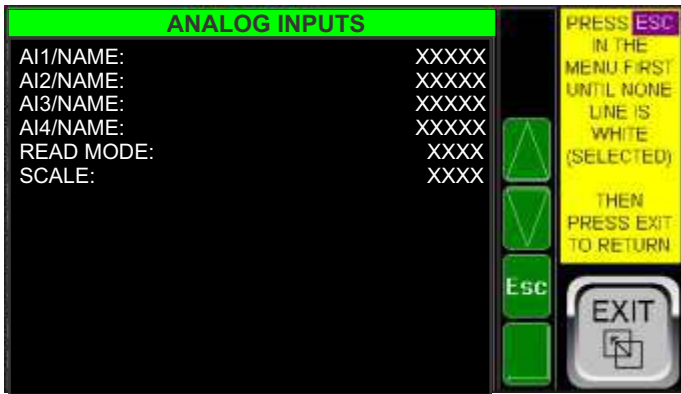 ANALOG INPUTS
AI1/NAME: XXXXX
AI2/NAME: XXXXX
AI3/NAME: XXXXX
AI4/NAME: XXXXX
READ MODE: XXXX
SCALE: XXXX
Esc
PRESS ESC
IN THE
MENU FIRST
UNTIL NONE
LINE IS
WHITE
(SELECTED)
THEN
PRESS EXIT
TO RETURN
EXIT